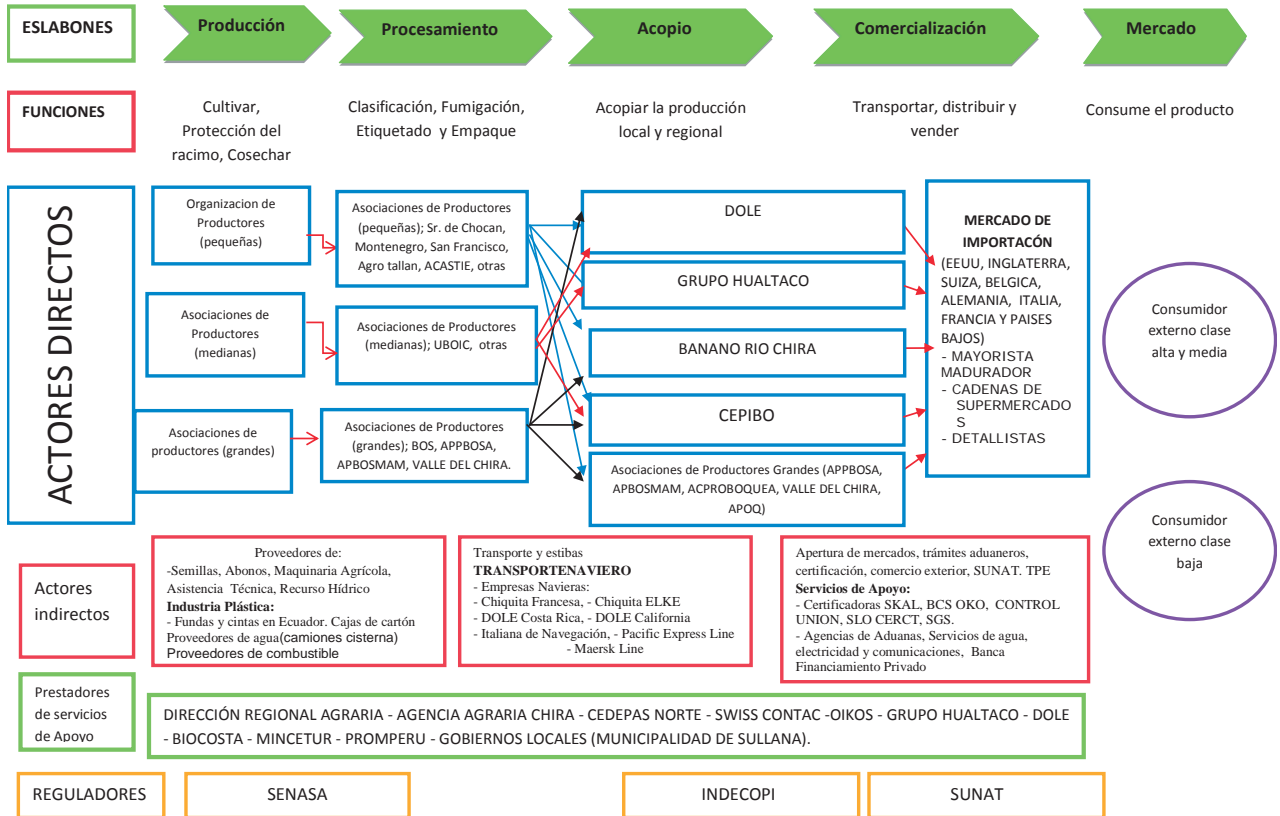 ESLABONES
Producción
Procesamiento
Acopio
Comercialización
Mercado
FUNCIONES
Cultivar,
Protección del
racimo, Cosechar
Clasificación, Fumigación,
Etiquetado y Empaque
Acopiar la producción
local y regional
Transportar, distribuir y
vender
Consume el producto
ACTORES DIRECTOS
Organizacion de
Productores
(pequeñas)
Asociaciones de
Productores
(medianas)
Asociaciones de
productores (grandes)
Asociaciones de Productores
(pequeñas); Sr. de Chocan,
Montenegro, San Francisco,
Agro tallan, ACASTIE, otras
Asociaciones de Productores
(medianas); UBOIC, otras
Asociaciones de Productores
(grandes); BOS, APPBOSA,
APBOSMAM, VALLE DEL CHIRA.
DOLE
GRUPO HUALTACO
BANANO RIO CHIRA
CEPIBO
Asociaciones de Productores Grandes (APPBOSA,
APBOSMAM, ACPROBOQUEA, VALLE DEL CHIRA,
APOQ)
MERCADO DE
IMPORTACÓN
(EEUU, INGLATERRA,
SUIZA, BELGICA,
ALEMANIA, ITALIA,
FRANCIA Y PAISES
BAJOS)
- MAYORISTA
MADURADOR
- CADENAS DE
SUPERMERCADO
S
- DETALLISTAS
Consumidor
externo clase
alta y media
Consumidor
externo clase
baja
Actores
indirectos
Proveedores de:
-Semillas, Abonos, Maquinaria Agrícola,
Asistencia Técnica, Recurso Hídrico
Industria Plástica:
- Fundas y cintas en Ecuador. Cajas de cartón
Proveedores de agua(camiones cisterna)
Proveedores de combustible
Transporte y estibas
TRANSPORTENAVIERO
- Empresas Navieras:
- Chiquita Francesa, - Chiquita ELKE
- DOLE Costa Rica, - DOLE California
- Italiana de Navegación, - Pacific Express Line
- Maersk Line
Apertura de mercados, trámites aduaneros,
certificación, comercio exterior, SUNAT. TPE
Servicios de Apoyo:
- Certificadoras SKAL, BCS OKO, CONTROL
UNION, SLO CERCT, SGS.
- Agencias de Aduanas, Servicios de agua,
electricidad y comunicaciones, Banca
Financiamiento Privado
Prestadores
de servicios
de Apoyo
DIRECCIÓN REGIONAL AGRARIA - AGENCIA AGRARIA CHIRA - CEDEPAS NORTE - SWISS CONTAC -OIKOS - GRUPO HUALTACO - DOLE
- BIOCOSTA - MINCETUR - PROMPERU - GOBIERNOS LOCALES (MUNICIPALIDAD DE SULLANA).
REGULADORES
SENASA
INDECOPI
SUNAT